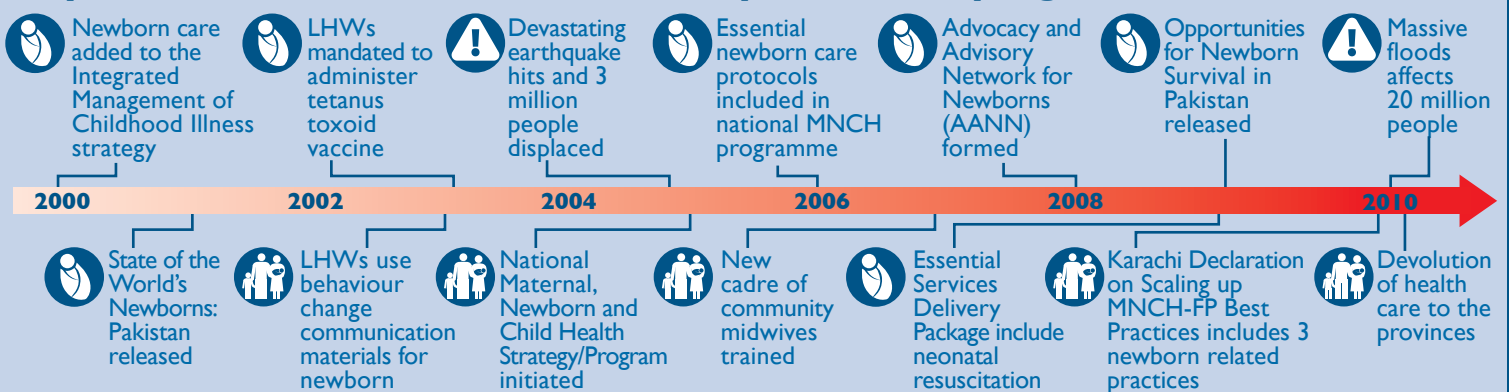 Newborn care
added to the
Integrated
Management of
Childhood Illness
strategy
LHWs
mandated to
administer
tetanus
toxoid
vaccine
Devastating
earthquake
hits and 3
million
people
displaced
Essential
newborn care
protocols
included in
national MNCH
programme
Advocacy and
Advisory
Network for
Newborns
(AANN)
formed
Opportunities
for Newborn
Survival in
Pakistan
released
Massive
floods
affects
20 million
people
2000 2002 2004 2006 2008 2010
State of the
World's
Newborns:
Pakistan
released
LHWs use
behaviour
change
communication
materials for
newborn
National
Maternal,
Newborn and
Child Health
Strategy/Program
initiated
New
cadre of
community
midwives
trained
Essential
Services
Delivery
Package include
neonatal
resuscitation
Karachi Declaration
on Scaling up
MNCH-FP Best
Practices includes 3
newborn related
practices
Devolution
of health
care to the
provinces